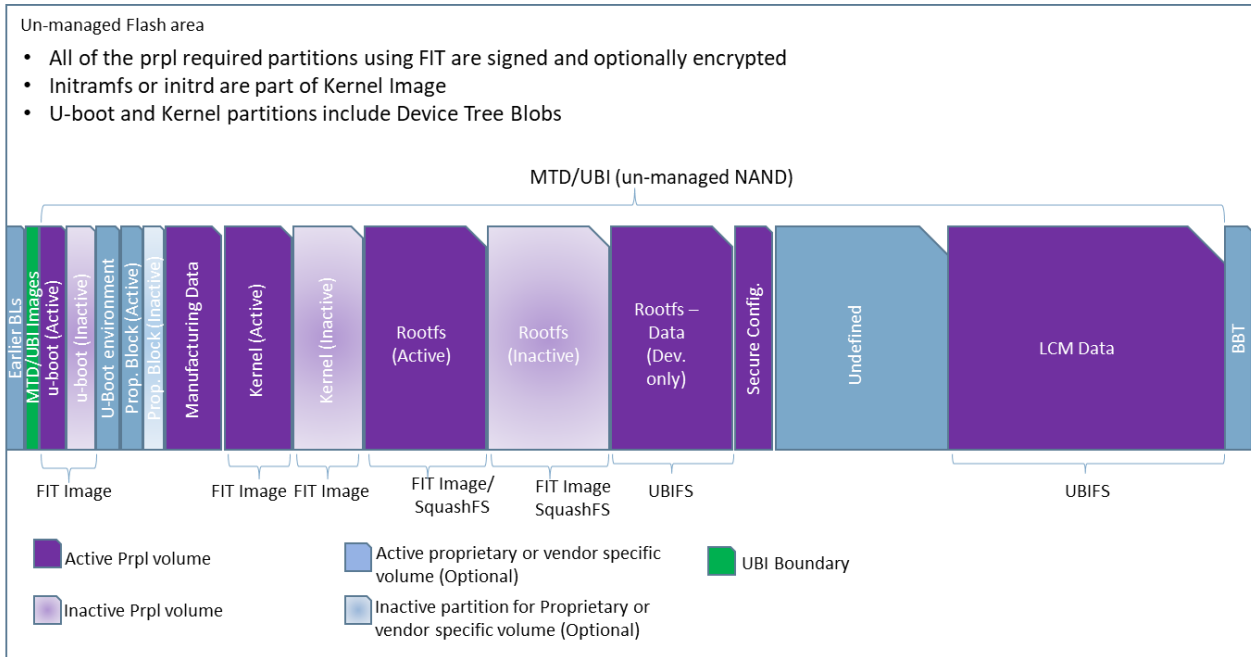 Un-managed Flash area
• All of the prpl required partitions using FIT are signed and optionally encrypted
• Initramfs or initrd are part of Kernel Image
• U-boot and Kernel partitions include Device Tree Blobs
MTD/UBI (un-managed NAND)
Earlier BLs
MTD/UBI Images
u-boot (Active)
u-boot (Inactive)
U-Boot environment
Prop. Block (Active)
Prop. Block (Inactive)
Manufacturing Data
Kernel (Active)
Kernel (Inactive)
Rootfs
(Active)
Rootfs
(Inactive)
Rootfs –
Data
(Dev.
only)
Secure Config.
Undefined
LCM Data
BBT
FIT Image
FIT Image
FIT Image
FIT Image/
SquashFS
FIT Image
SquashFS
UBIFS
UBIFS
Active Prpl volume
Active proprietary or vendor specific
volume (Optional)
UBI Boundary
Inactive Prpl volume
Inactive partition for Proprietary or
vendor specific volume (Optional)